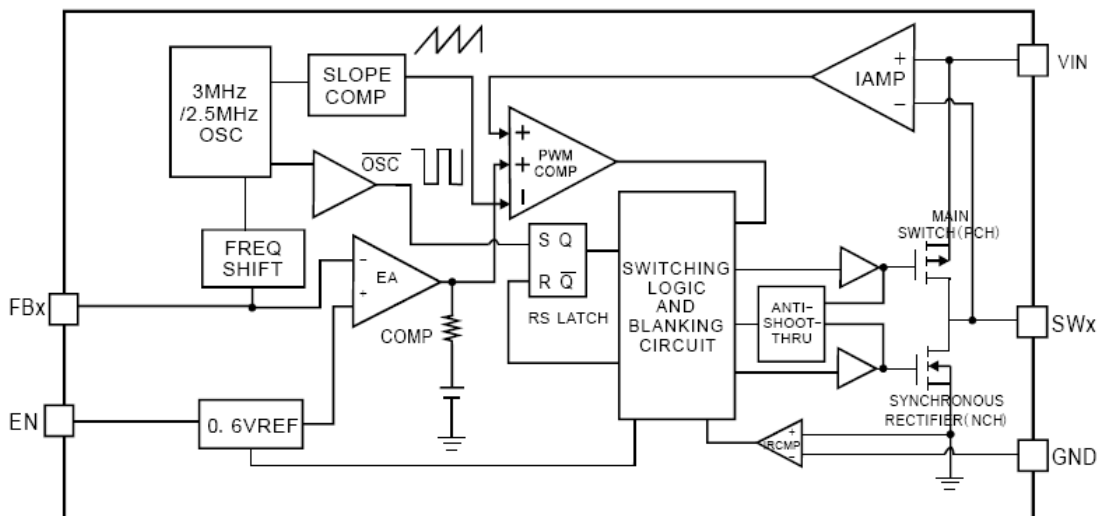 3MHz
/2.5MHz
OSC
SLOPE
COMP
IAMP
+
−
VIN
OSC
+
+
−
PWM
COMP
FREQ
SHIFT
−
EA
+
COMP
S Q
R Q
RS LATCH
SWITCHING
LOGIC
AND
BLANKING
CIRCUIT
ANTI-
SHOOT-
THRU
MAIN
SWITCH(PCH)
FBx
SWx
EN
0. 6VREF
SYNCHRONOUS
RECTIFIER(NCH)
+
IRCMP
−
GND